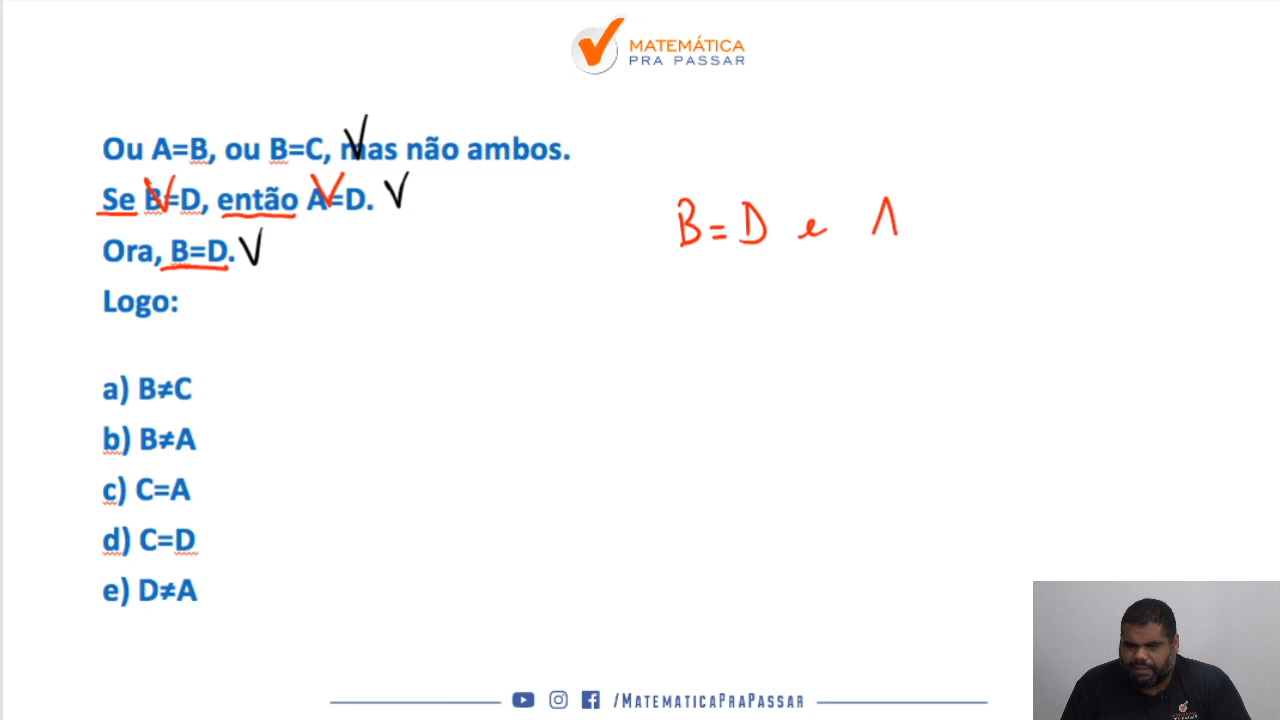 MATEMÁTICA
PRA PASSAR
Ou A=B, ou B=C, mas não ambos.
Se B=D, então A=D.
Ora, B=D.
Logo:
B=D e
a) B≠C
b) B≠A
c) C=A
d) C=D
e) D≠A
/MATEMATICAPRAPASSAR